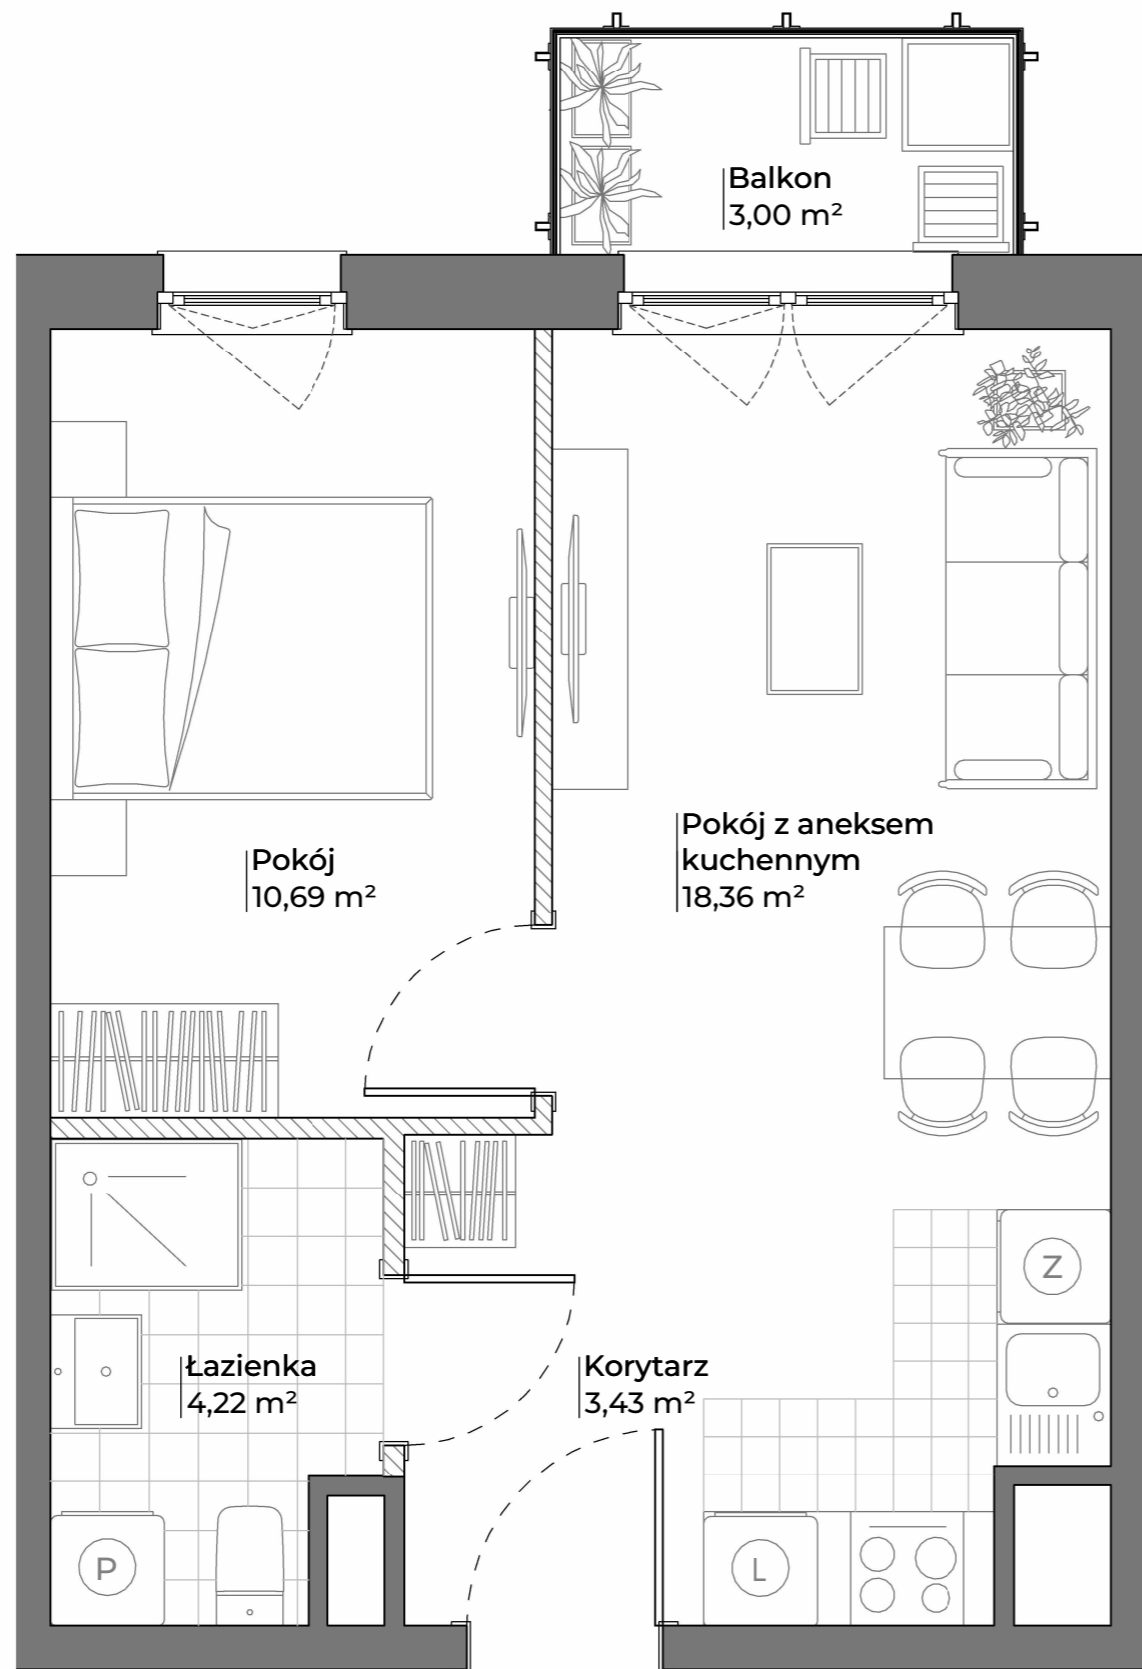 Balkon
3,00 m²
Pokój z aneksem
kuchennym
18,36 m²
Pokój
10,69 m²
Z
Łazienka
4,22 m²
Korytarz
3,43 m²
P
L